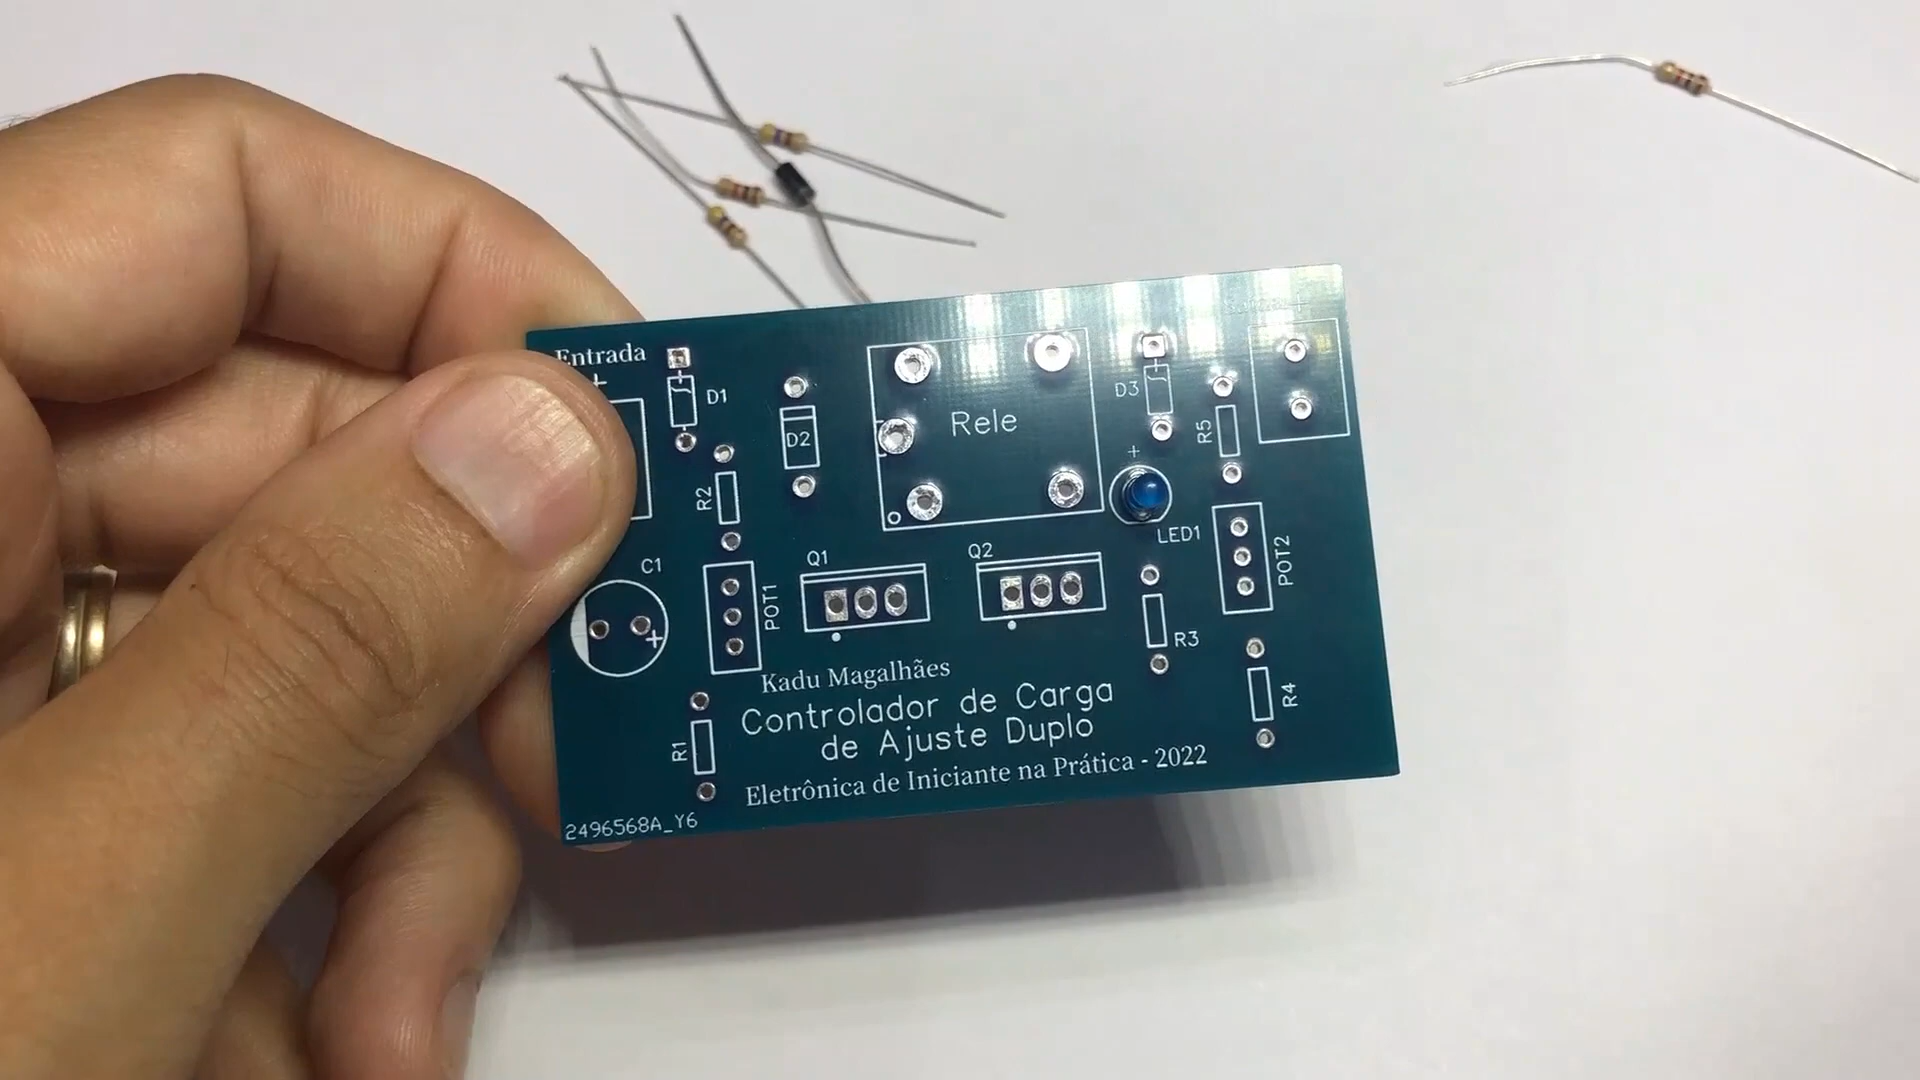 Entrada
+
D1
D2
Rele
D3
R5
R2
+
LED1
C1
Q1
Q2
POT1
POT2
+
R3
R4
R1
Kadu Magalhães
Controlador de Carga
de Ajuste Duplo
Eletrônica de Iniciante na Prática - 2022
2496568A_Y6